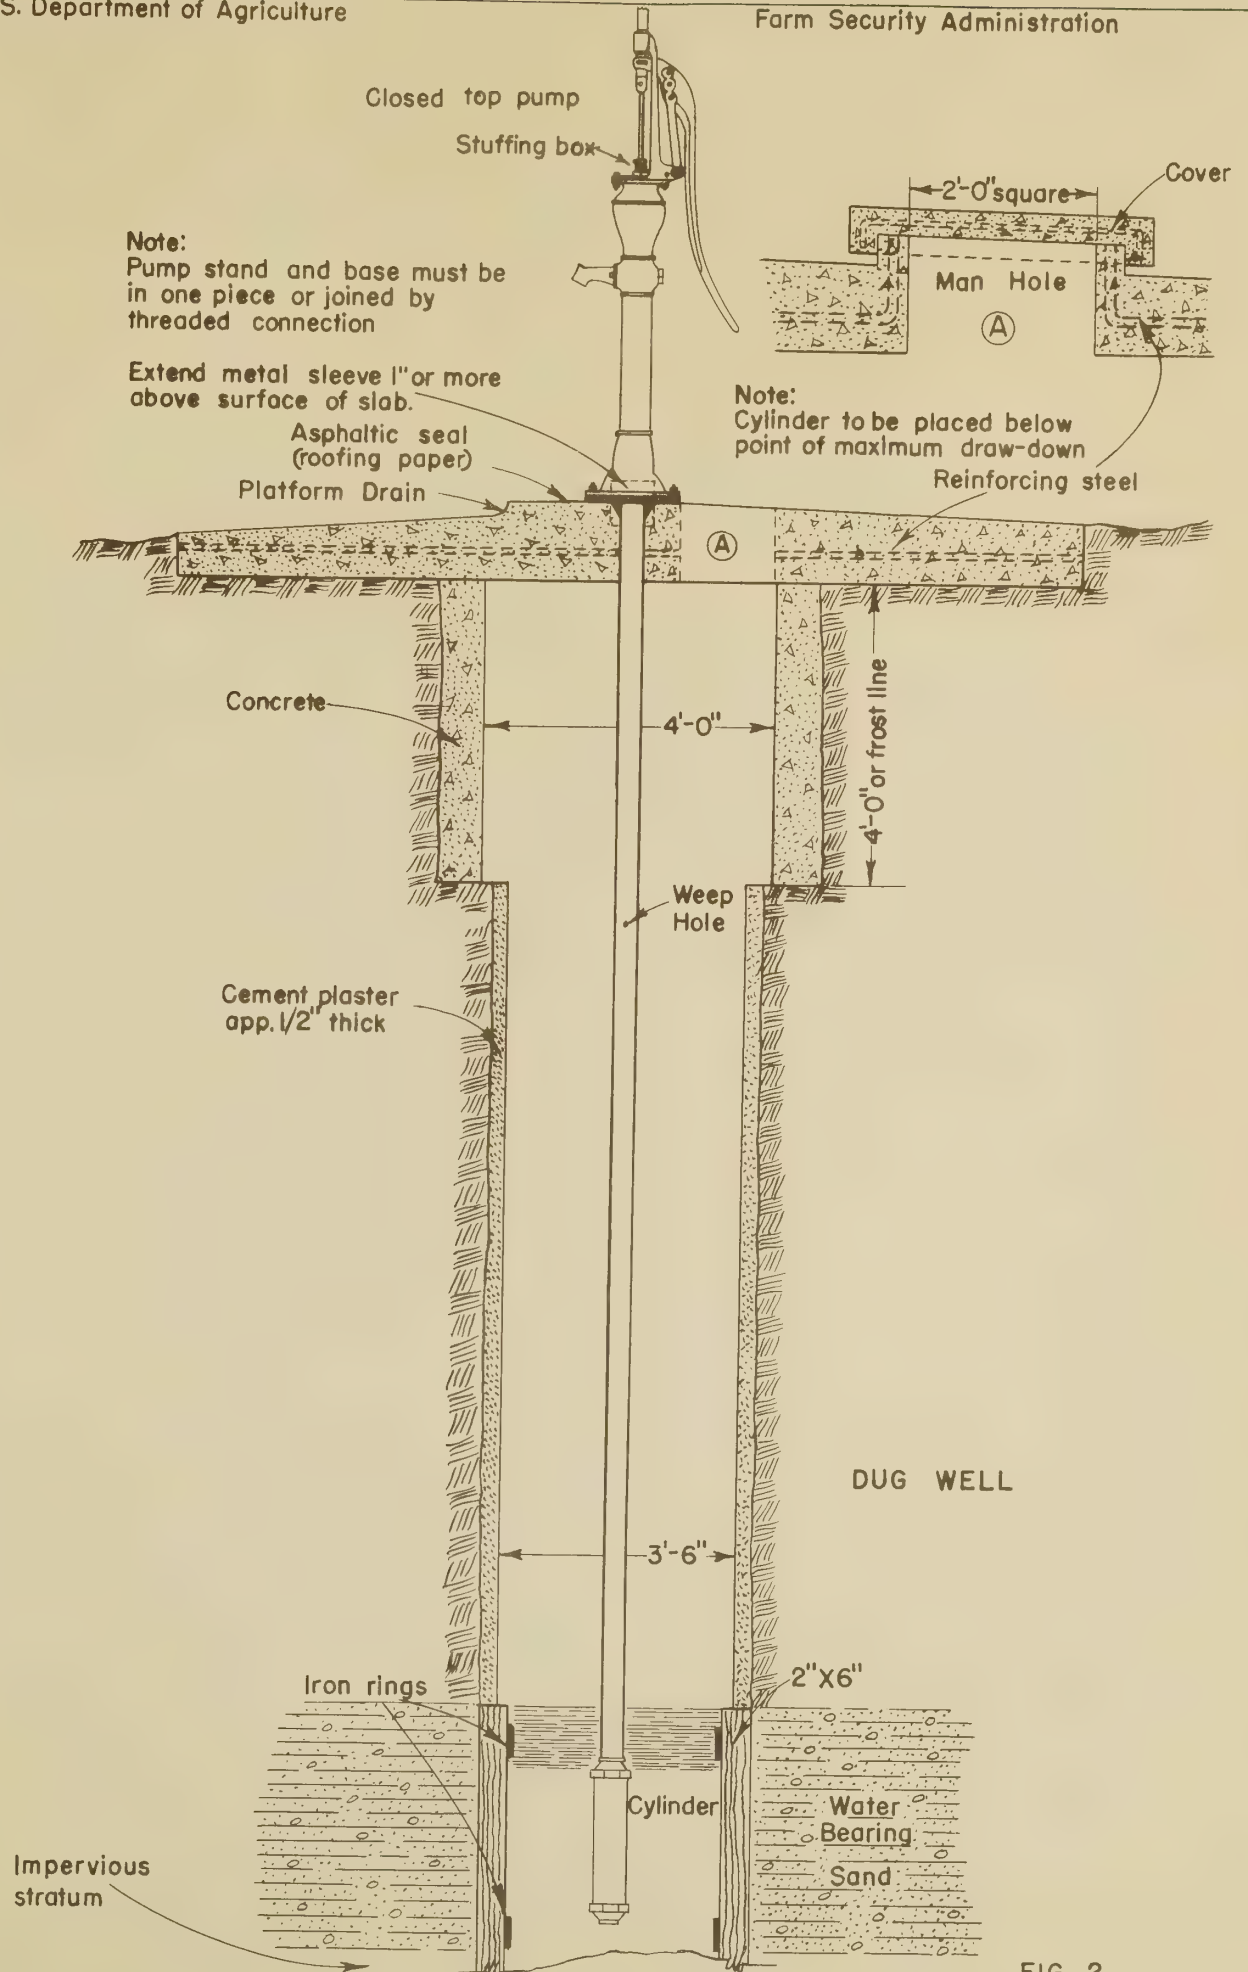 S. Department of Agriculture
Farm Security Administration
Closed top pump
Stuffing box
Cover
2'-0" square
Man Hole
A
Note:
Pump stand and base must be
in one piece or joined by
threaded connection
Extend metal sleeve 1" or more
above surface of slab.
Note:
Cylinder to be placed below
point of maximum draw-down
Asphaltic seal
(roofing paper)
Platform Drain
Reinforcing steel
A
Concrete
4'-0"
4'-0" or frost line
Weep
Hole
Cement plaster
app. 1/2" thick
DUG WELL
3'-6"
Iron rings
2"X6"
Cylinder
Water
Bearing
Sand
Impervious
stratum